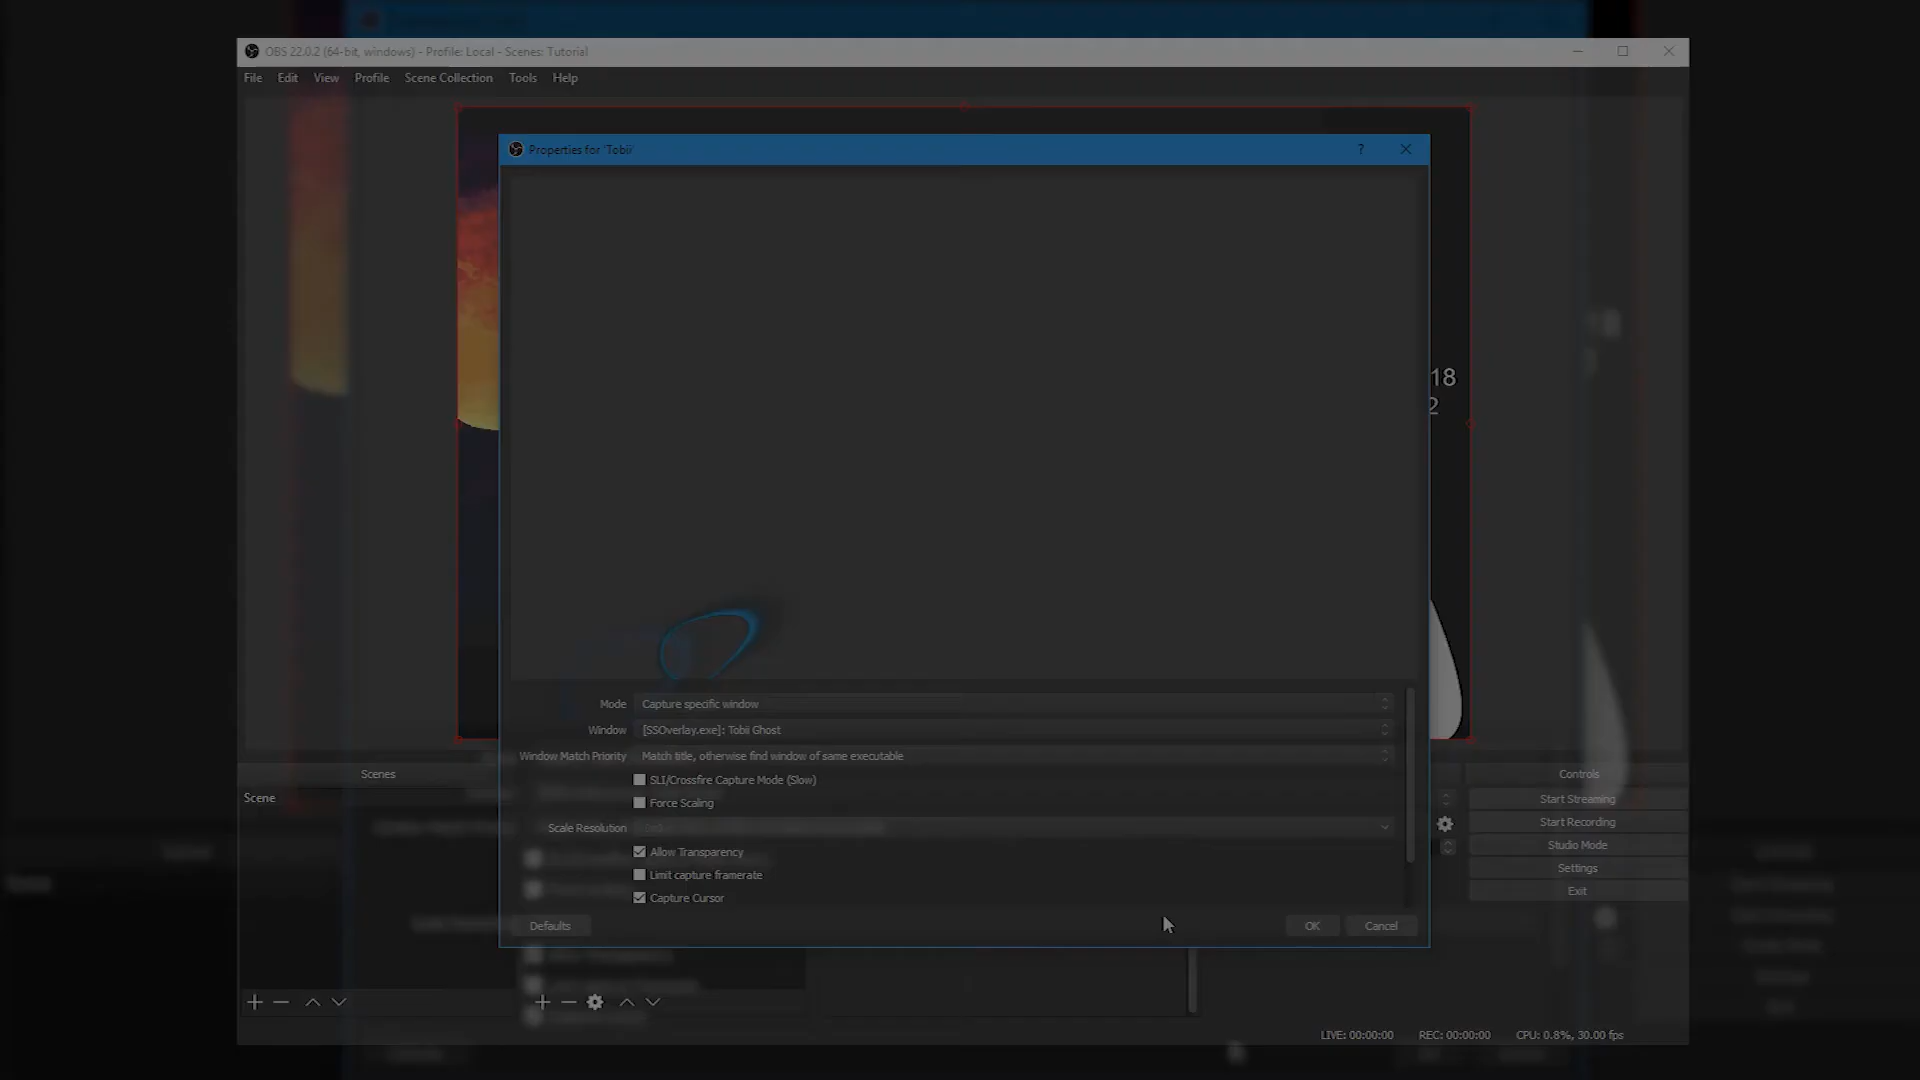 OBS 22.0.2 (64-bit, windows) - Profile: Local - Scenes: Tutorial
File Edit View Profile Scene Collection Tools Help
Properties for 'Tobii'
?
18
2
Mode Capture specific window
Window [SSOverlay.exe]: Tobii Ghost
Window Match Priority Match title, otherwise find window of same executable
SLI/Crossfire Capture Mode (Slow)
Force Scaling
Scale Resolution
Allow Transparency
Limit capture framerate
Capture Cursor
Defaults OK Cancel
Scenes
Scene
Controls
Start Streaming
Start Recording
Studio Mode
Settings
Exit
LIVE: 00:00:00 REC: 00:00:00 CPU: 0.8%, 30.00 fps